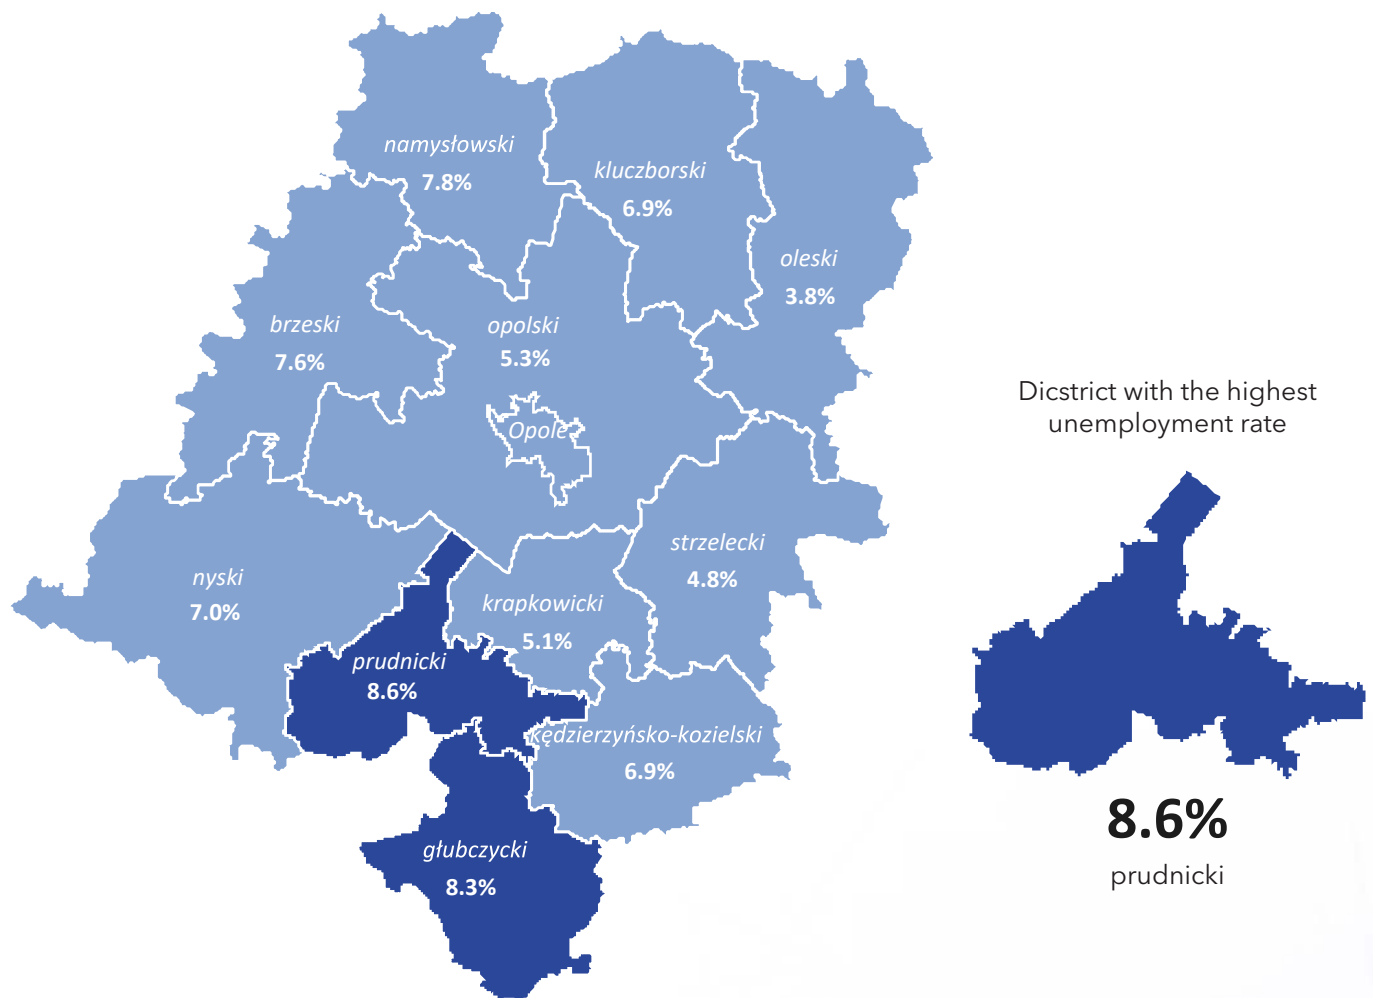 namysłowski
7.8%
kluczborski
6.9%
oleski
3.8%
brzeski
7.6%
opolski
5.3%
Opole
strzelecki
4.8%
nyski
7.0%
krapkowicki
5.1%
prudnicki
8.6%
kędzierzyńsko-kozielski
6.9%
głubczycki
8.3%
Dicstrict with the highest
unemployment rate
8.6%
prudnicki